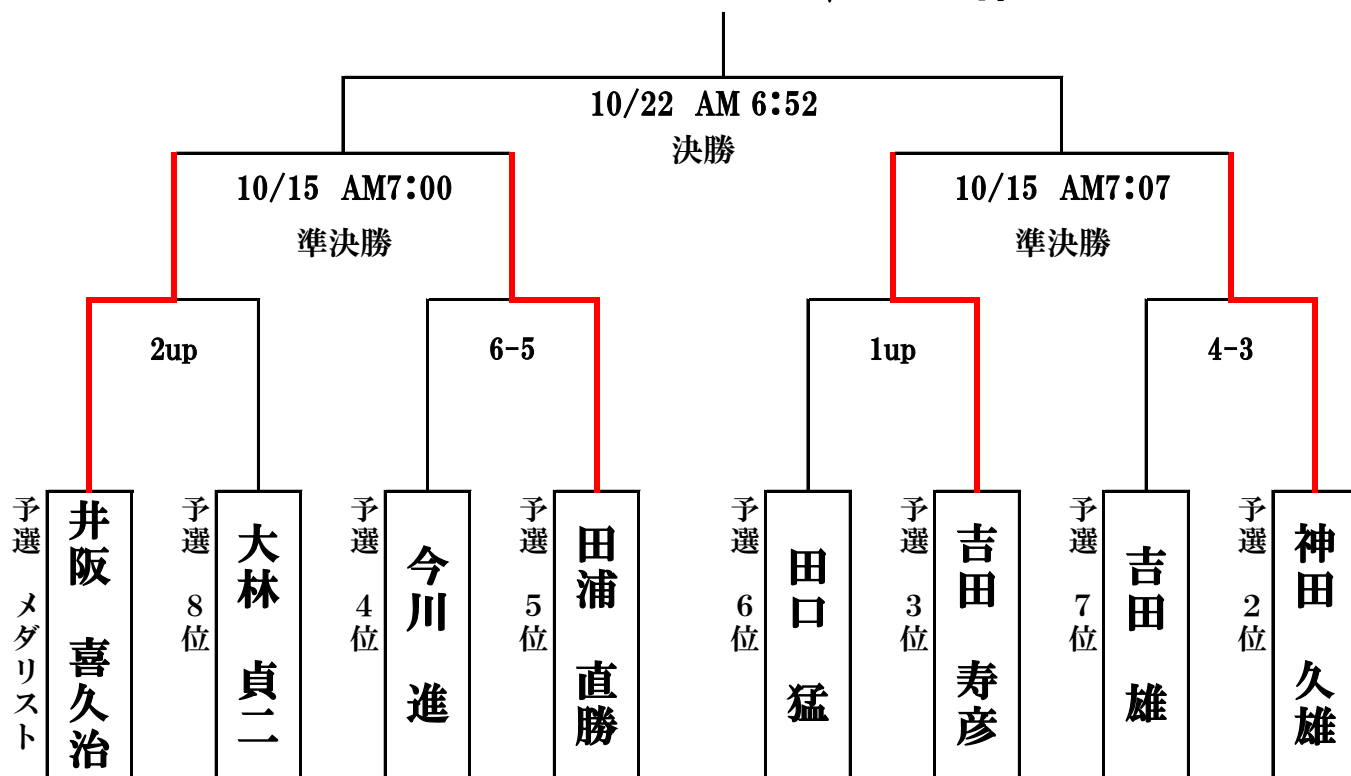 10/22 AM 6:52
決勝
10/15 AM7:00
準決勝
10/15 AM7:07
準決勝
2up
6-5
1up
4-3
予選 メダリスト
井阪 喜久治
予選 8位
大林 貞二
予選 4位
今川 進
予選 5位
田浦 直勝
予選 6位
田口 猛
予選 3位
吉田 寿彦
予選 7位
吉田 雄
予選 2位
神田 久雄